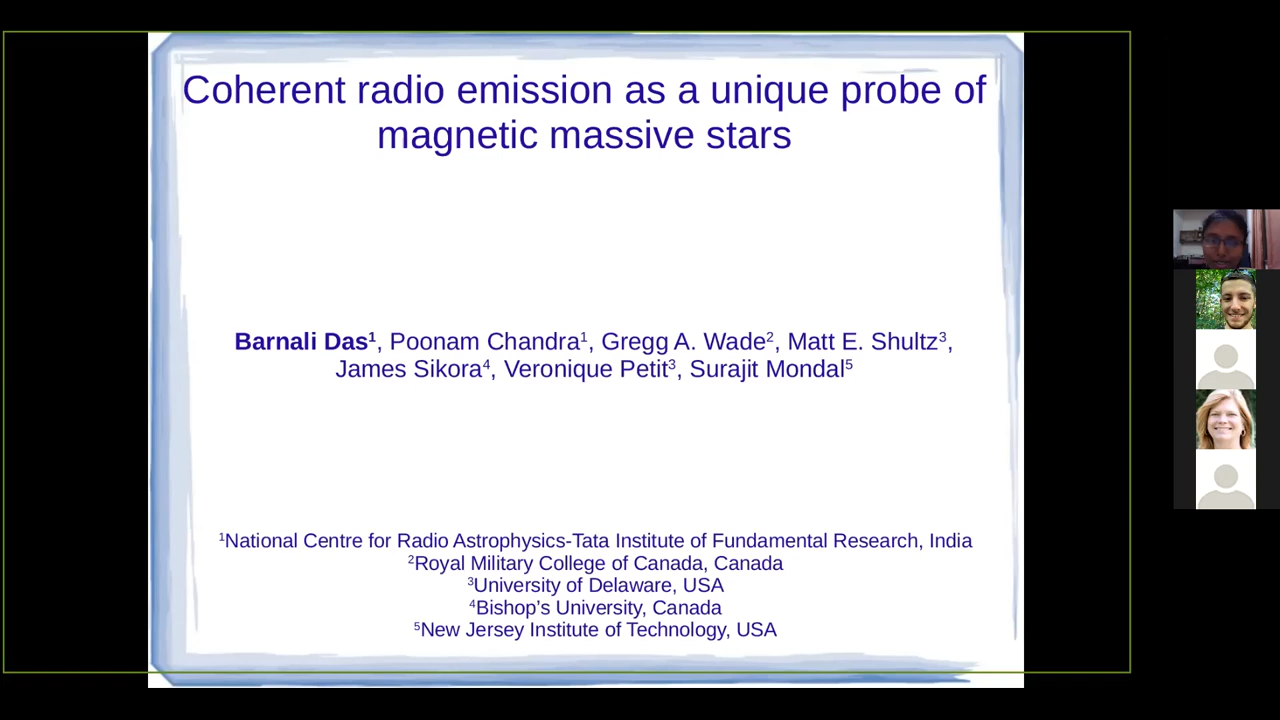 Coherent radio emission as a unique probe of
magnetic massive stars
Barnali Das¹, Poonam Chandra¹, Gregg A. Wade², Matt E. Shultz³,
James Sikora⁴, Veronique Petit³, Surajit Mondal⁵
¹National Centre for Radio Astrophysics-Tata Institute of Fundamental Research, India
²Royal Military College of Canada, Canada
³University of Delaware, USA
⁴Bishop’s University, Canada
⁵New Jersey Institute of Technology, USA